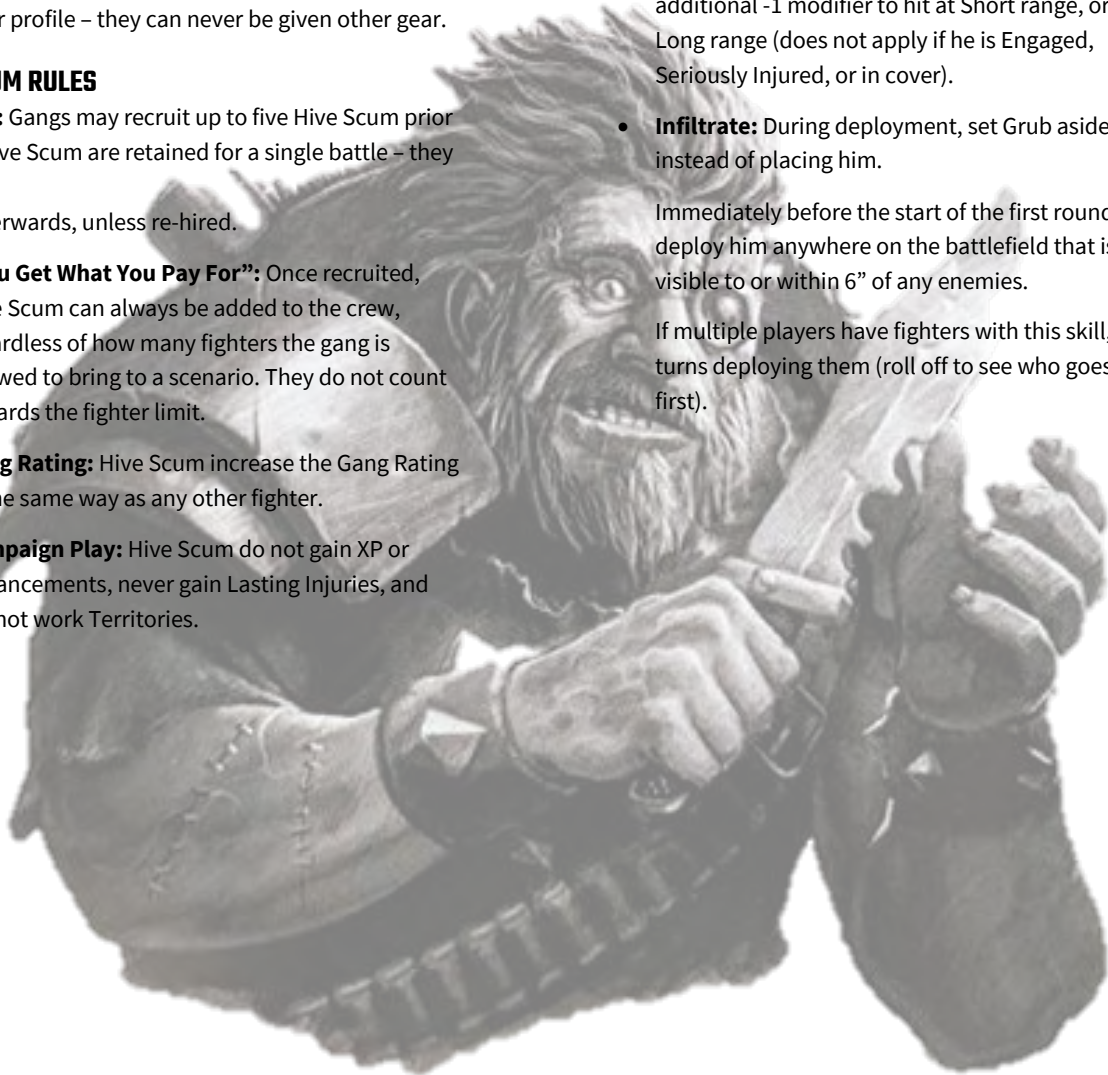 r profile – they can never be given other gear.
UM RULES
: Gangs may recruit up to five Hive Scum prior
ve Scum are retained for a single battle – they
erwards, unless re-hired.
u Get What You Pay For”: Once recruited,
e Scum can always be added to the crew,
ardless of how many fighters the gang is
wed to bring to a scenario. They do not count
ards the fighter limit.
g Rating: Hive Scum increase the Gang Rating
he same way as any other fighter.
mpaign Play: Hive Scum do not gain XP or
ancements, never gain Lasting Injuries, and
not work Territories.
additional -1 modifier to hit at Short range, or
Long range (does not apply if he is Engaged,
Seriously Injured, or in cover).
• Infiltrate: During deployment, set Grub aside
instead of placing him.
Immediately before the start of the first round
deploy him anywhere on the battlefield that is
visible to or within 6” of any enemies.
If multiple players have fighters with this skill,
turns deploying them (roll off to see who goes
first).